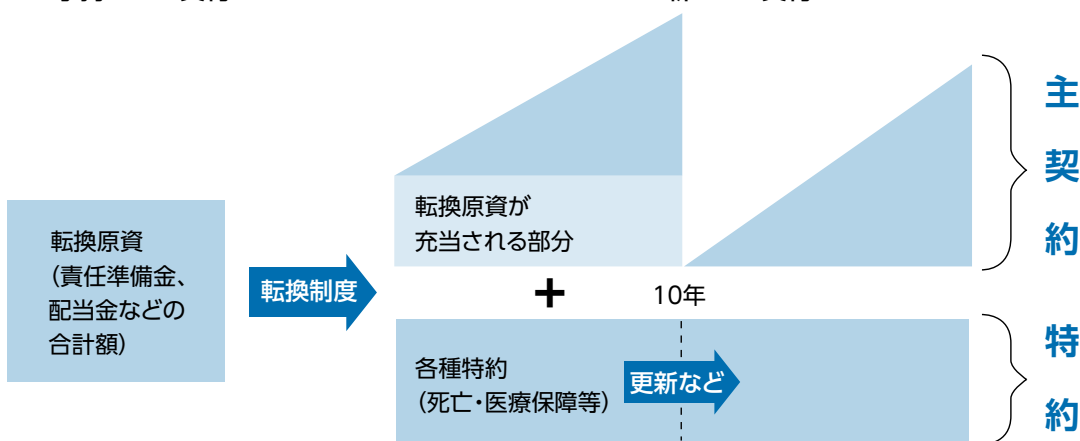 転換原資
（責任準備金、
配当金などの
合計額）
転換制度
転換原資が
充当される部分
+
10年
各種特約
（死亡・医療保障等）
更新など
主
契
約
特
約